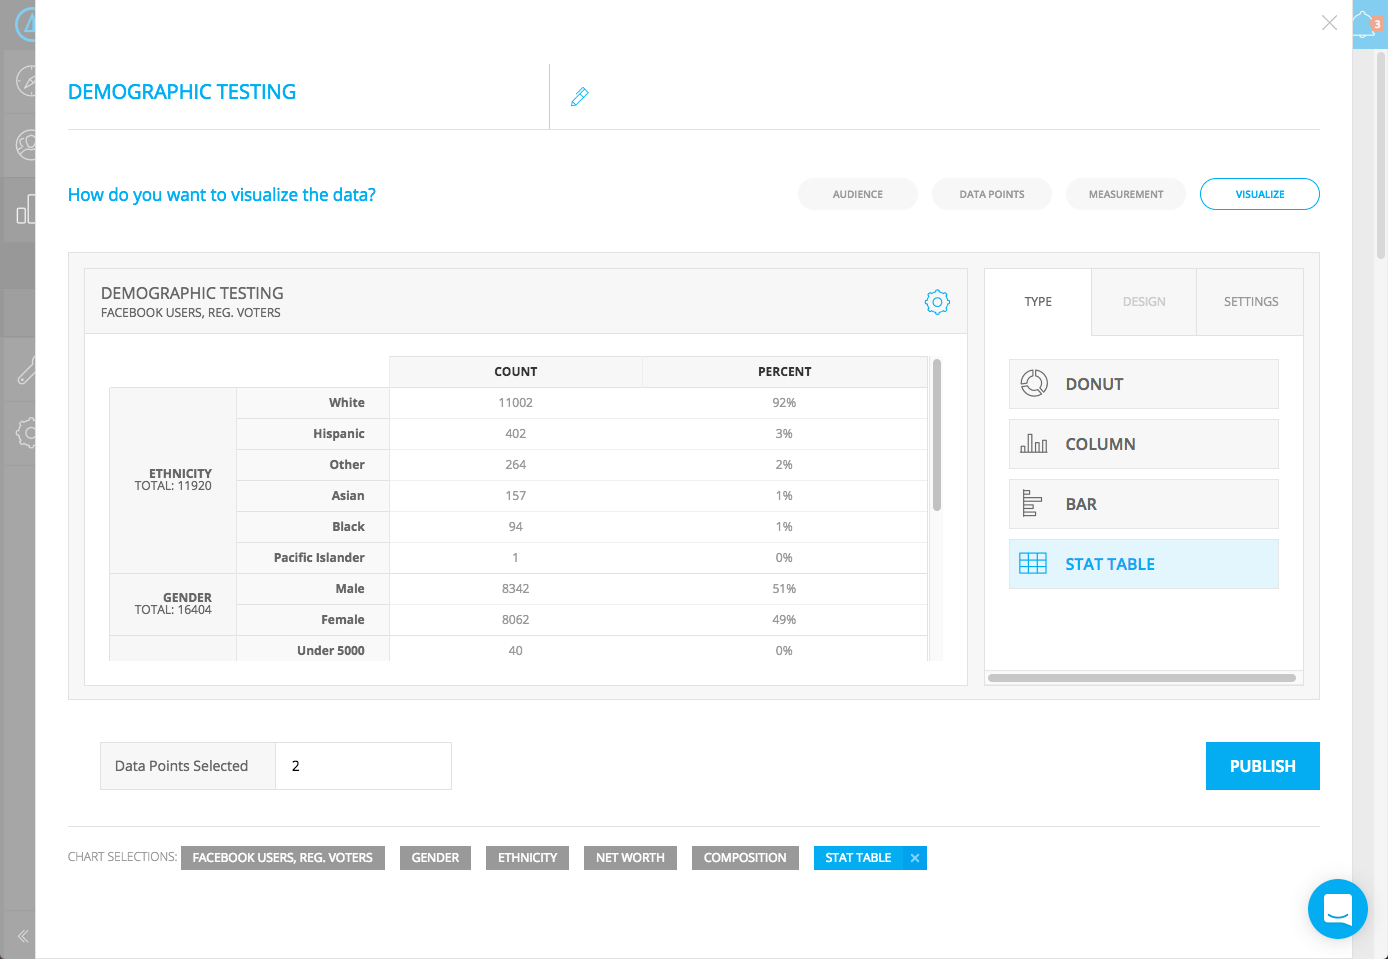 3
DEMOGRAPHIC TESTING
How do you want to visualize the data?
AUDIENCE
DATA POINTS
MEASUREMENT
VISUALIZE
DEMOGRAPHIC TESTING
FACEBOOK USERS, REG. VOTERS
TYPE
DESIGN
SETTINGS
COUNT PERCENT
ETHNICITY
TOTAL: 11920
White 11002 92%
Hispanic 402 3%
Other 264 2%
Asian 157 1%
Black 94 1%
Pacific Islander 1 0%
GENDER
TOTAL: 16404
Male 8342 51%
Female 8062 49%
Under 5000 40 0%
DONUT
COLUMN
BAR
STAT TABLE
Data Points Selected 2
PUBLISH
CHART SELECTIONS: FACEBOOK USERS, REG. VOTERS GENDER ETHNICITY NET WORTH COMPOSITION STAT TABLE ×